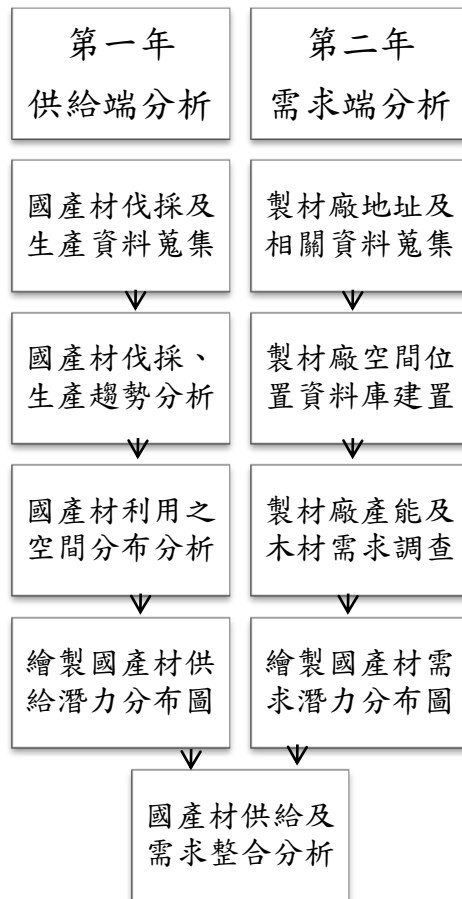 第一年
供給端分析
國產材伐採及
生產資料蒐集
國產材伐採、
生產趨勢分析
國產材利用之
空間分布分析
繪製國產材供
給潛力分布圖
第二年
需求端分析
製材廠地址及
相關資料蒐集
製材廠空間位
置資料庫建置
製材廠產能及
木材需求調查
繪製國產材需
求潛力分布圖
國產材供給及
需求整合分析